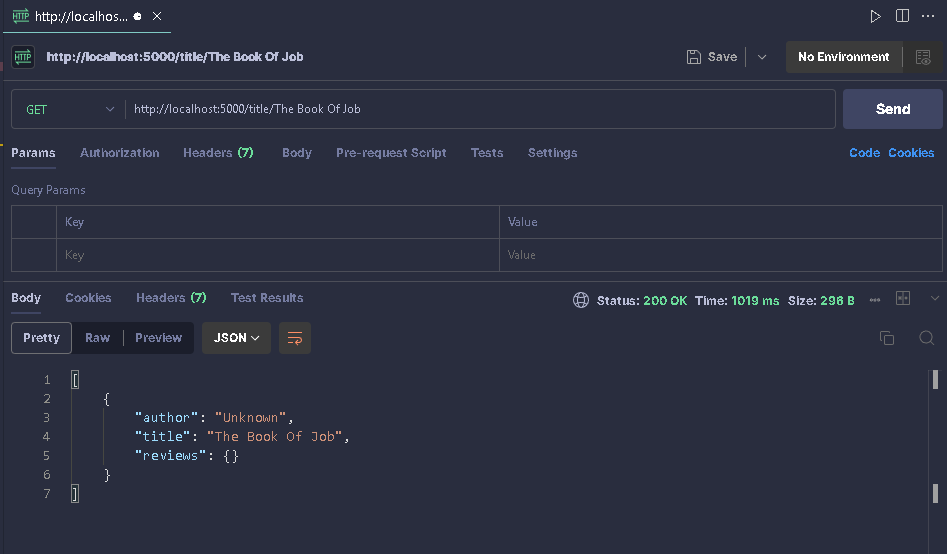 HTTP http://localhos...
HTTP http://localhost:5000/title/The Book Of Job Save No Environment
GET http://localhost:5000/title/The Book Of Job Send
Params Authorization Headers (7) Body Pre-request Script Tests Settings Code Cookies
Query Params
Key Value
Key Value
Body Cookies Headers (7) Test Results Status: 200 OK Time: 1019 ms Size: 296 B
Pretty Raw Preview JSON
1 [
2 {
3 "author": "Unknown",
4 "title": "The Book Of Job",
5 "reviews": {}
6 }
7 ]